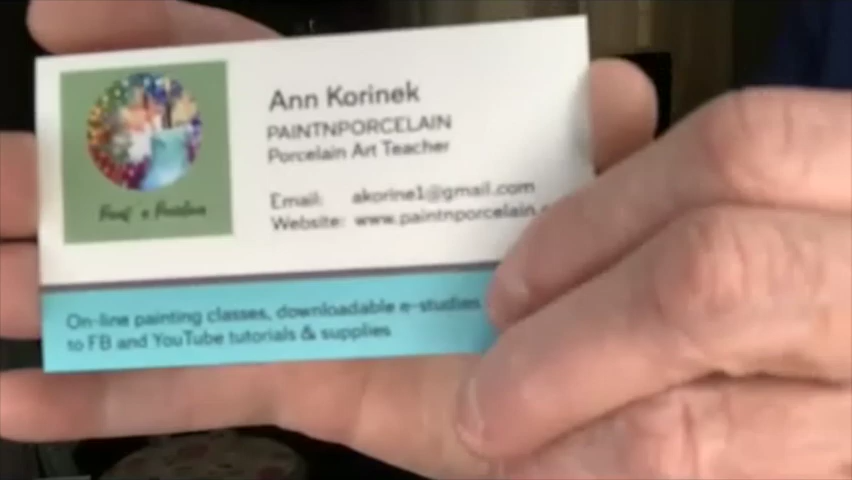 Ann Korinek
PAINTNPORCELAIN
Porcelain Art Teacher
Email: akorine1@gmail.com
Website: www.paintnporcelain.
On-line painting classes, downloadable e-studies
to FB and YouTube tutorials & supplies